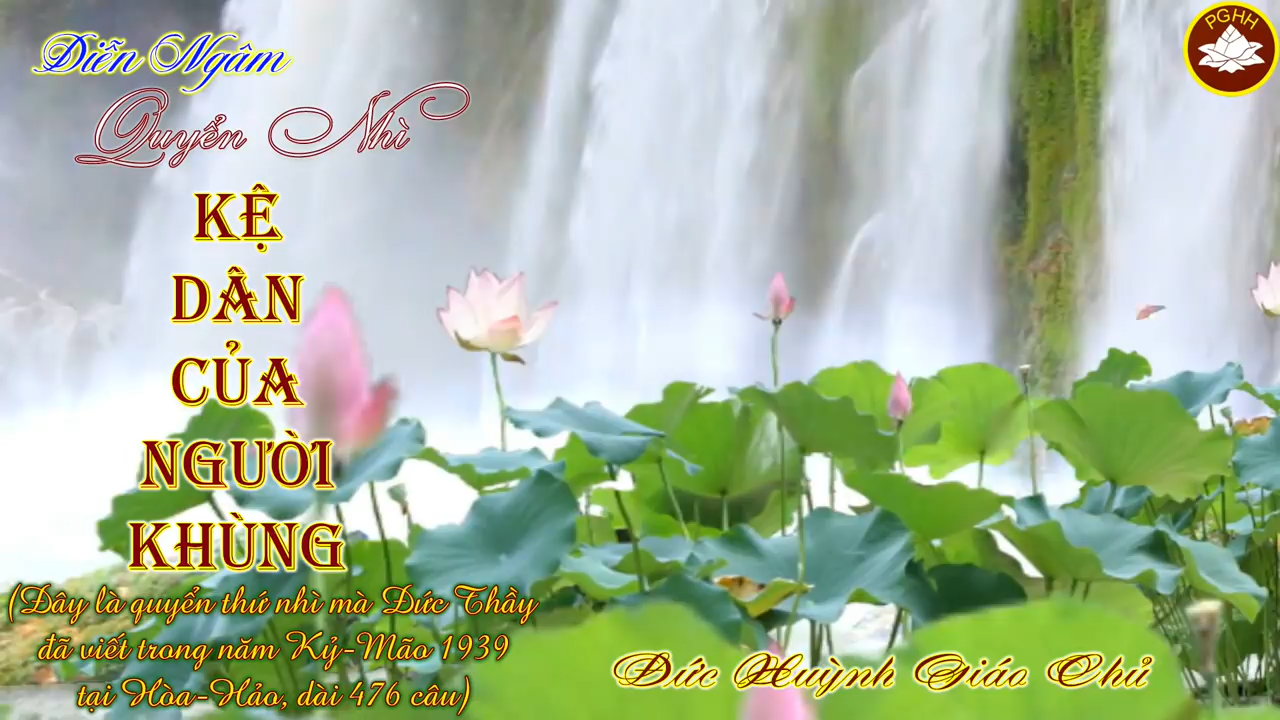 Diễn Ngâm
PGHH
Quyển Nhì
KỆ
DÂN
CỦA
NGƯỜI
KHÙNG
(Đây là quyển thứ nhì mà Đức Thầy
đã viết trong năm Kỷ-Mão 1939
tại Hòa-Hảo, dài 476 câu)
Đức Huỳnh Giáo Chủ